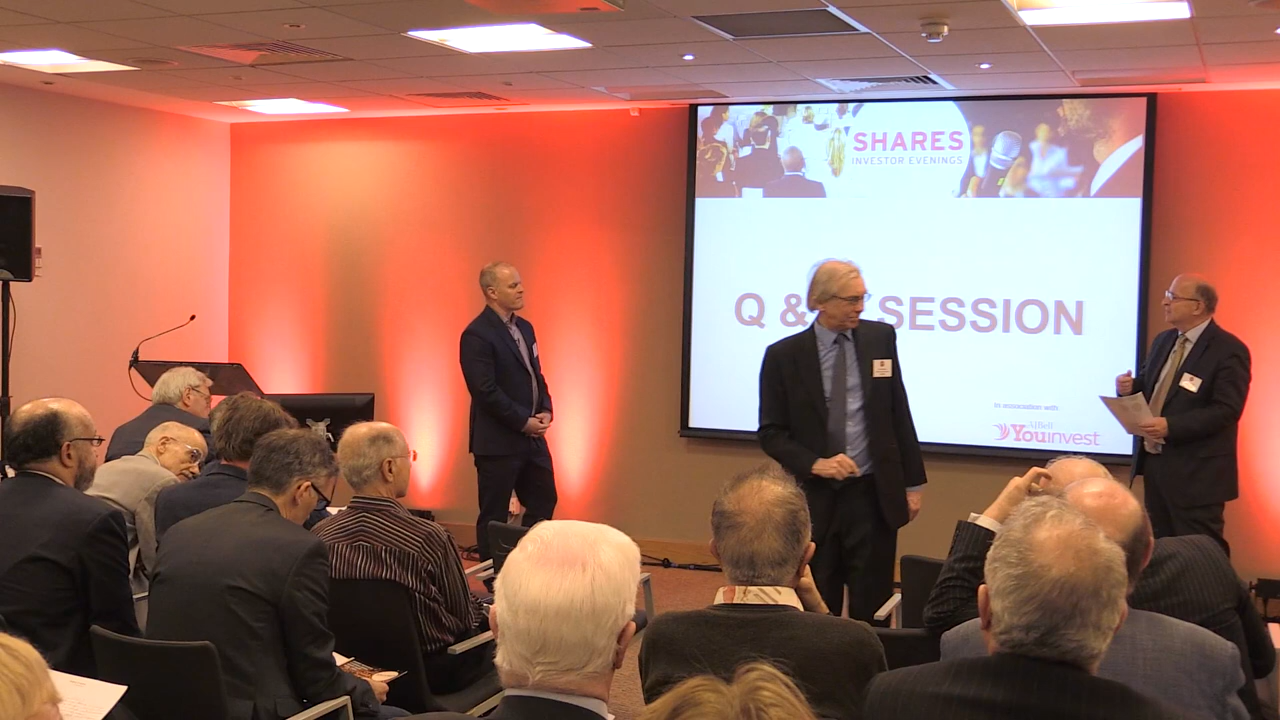 SHARES
INVESTOR EVENINGS
Q & SESSION
In association with
AJBell
Youinvest